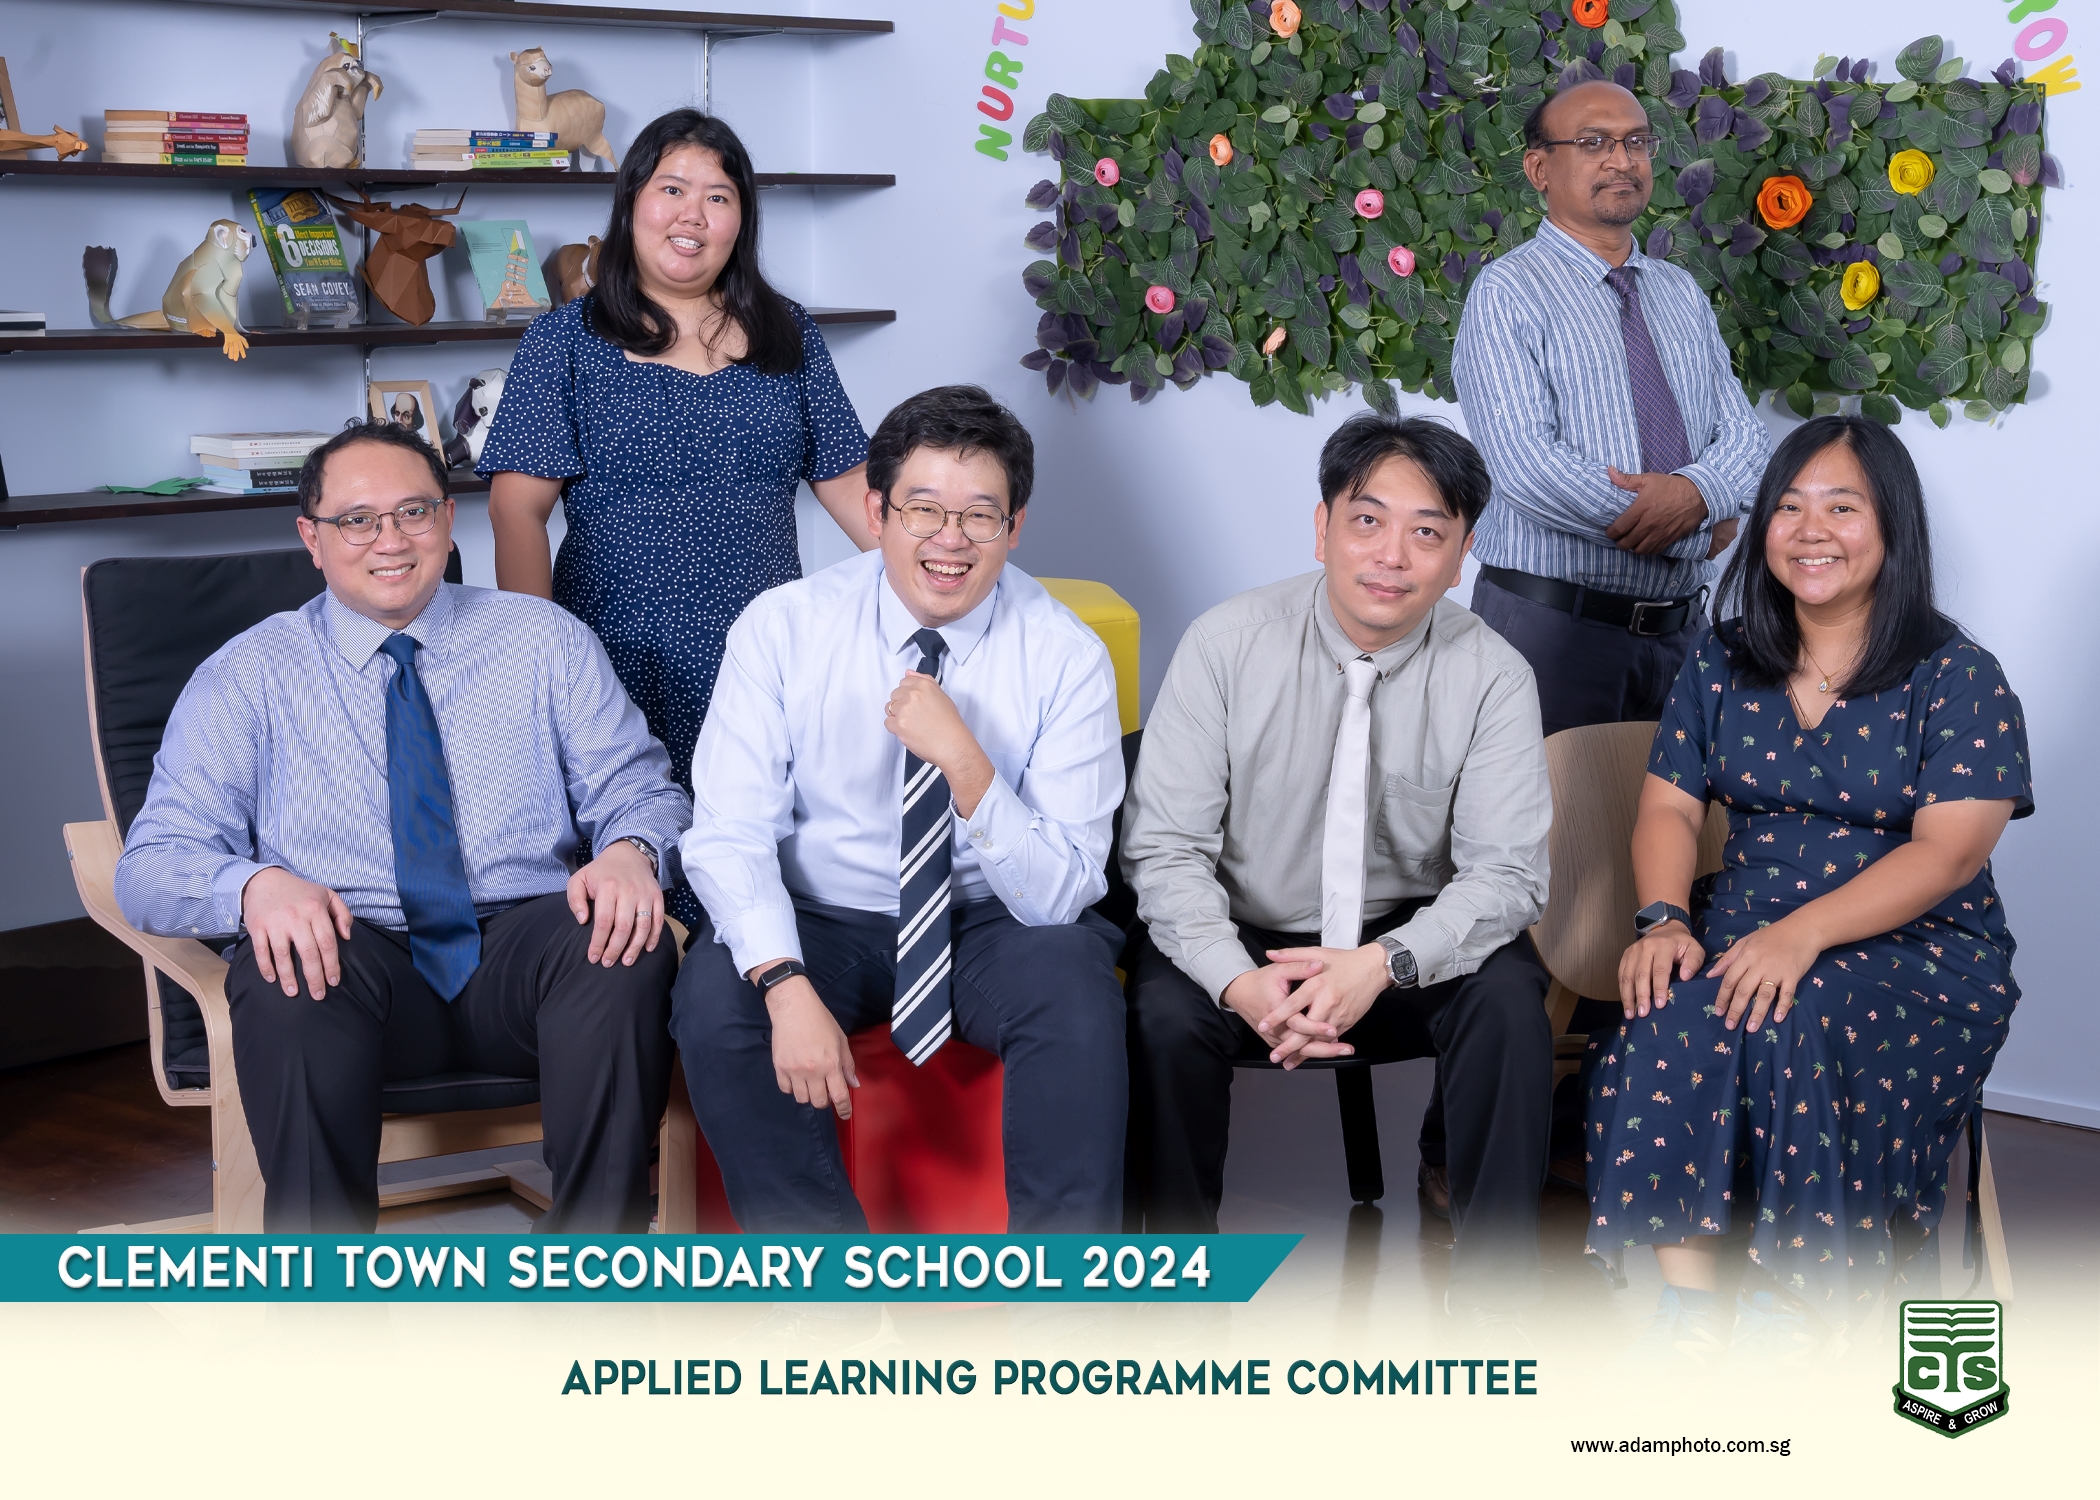 NURTU
ROW
6
Most Important
DECISIONS
You'll Ever Make
SEAN COVEY
CLEMENTI TOWN SECONDARY SCHOOL 2024
APPLIED LEARNING PROGRAMME COMMITTEE
CTS
ASPIRE & GROW
www.adamphoto.com.sg